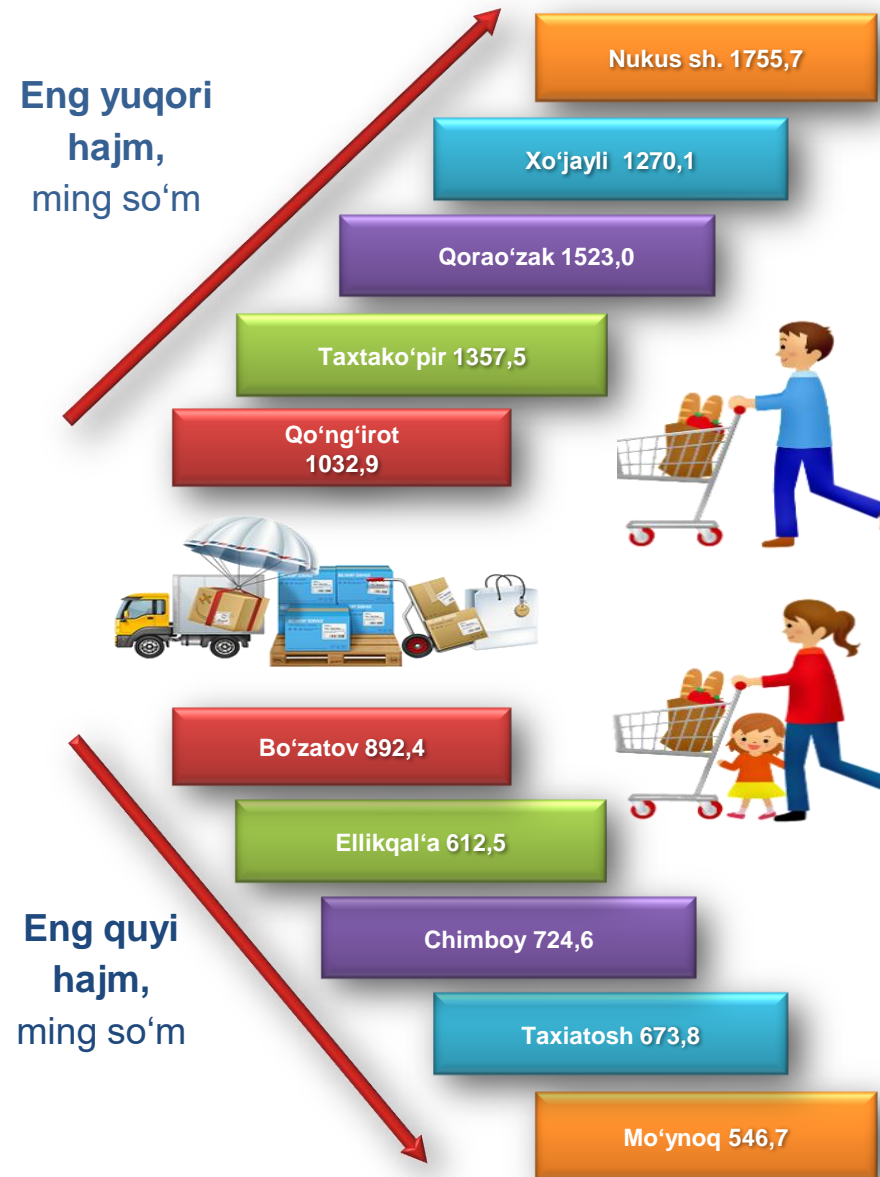 Eng yuqori
hajm,
ming so‘m
Nukus sh. 1755,7
Xo‘jayli 1270,1
Qorao‘zak 1523,0
Taxtako‘pir 1357,5
Qo‘ng‘irot
1032,9
Bo‘zatov 892,4
Ellikqal‘a 612,5
Chimboy 724,6
Taxiatosh 673,8
Mo‘ynoq 546,7
Eng quyi
hajm,
ming so‘m